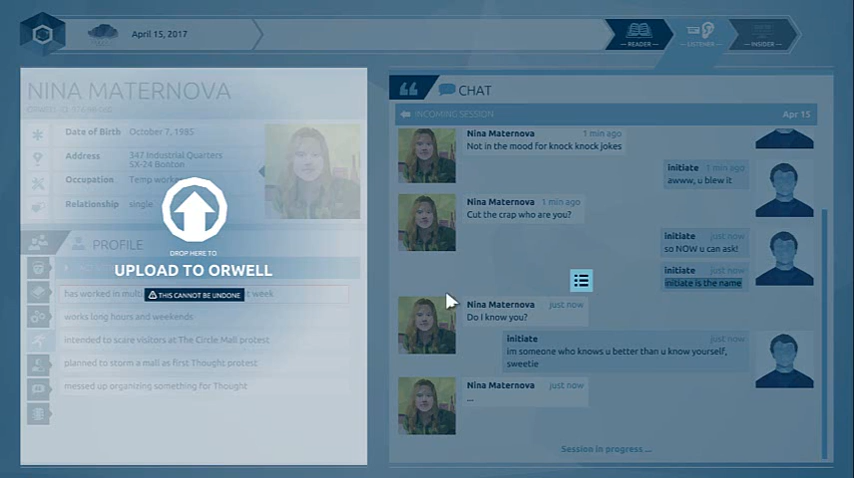 April 15, 2017
READER
LISTENER
INSIDER
NINA MATERNOVA
Date of Birth October 7, 1985
Address 347 Industrial Quarters
SX-24 Bonton
Occupation Temp worker
Relationship single
DROP HERE TO
UPLOAD TO ORWELL
THIS CANNOT BE UNDONE
PROFILE
has worked in t week
works long hours and weekends
intended to scare visitors at The Circle Mall protest
planned to storm a mall as first Thought protest
messed up organizing something for Thought
CHAT
INCOMING SESSION Apr 15
Nina Maternova 1 min ago
Not in the mood for knock knock jokes
initiate 1 min ago
awww, u blew it
Nina Maternova 1 min ago
Cut the crap who are you?
initiate just now
so NOW u can ask!
initiate just now
initiate is the name
Nina Maternova just now
Do I know you?
initiate just now
im someone who knows u better than u know yourself,
sweetie
Nina Maternova just now
...
Session in progress ...